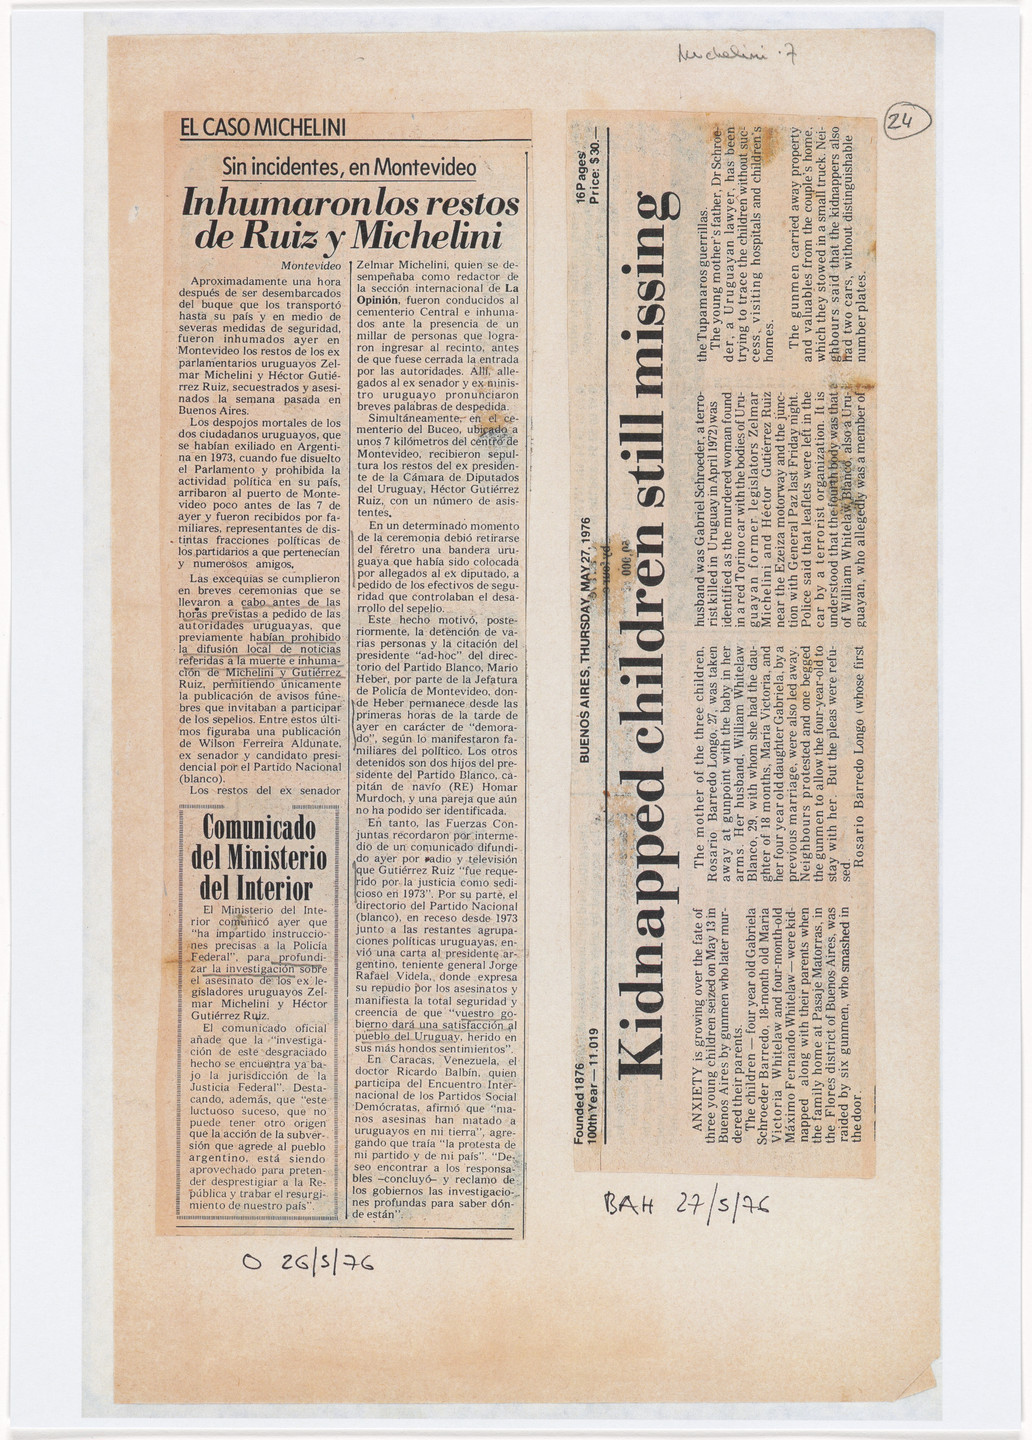 Michelini . 7
24
EL CASO MICHELINI
Sin incidentes, en Montevideo
Inhumaron los restos
de Ruiz y Michelini
Montevideo
Aproximadamente una hora
después de ser desembarcados
del buque que los transportó
hasta su país y en medio de
severas medidas de seguridad,
fueron inhumados ayer en
Montevideo los restos de los ex
parlamentarios uruguayos Zel-
mar Michelini y Héctor Gutié-
rrez Ruiz, secuestrados y asesi-
nados la semana pasada en
Buenos Aires.
Los despojos mortales de los
dos ciudadanos uruguayos, que
se habían exiliado en Argenti-
na en 1973, cuando fue disuelto
el Parlamento y prohibida la
actividad política en su país,
arribaron al puerto de Monte-
video poco antes de las 7 de
ayer y fueron recibidos por fa-
miliares, representantes de dis-
tintas fracciones políticas de
los partidarios a que pertenecían
y numerosos amigos.
Las exequias se cumplieron
en breves ceremonias que se
llevaron a cabo antes de las
horas previstas a pedido de las
autoridades uruguayas, que
previamente habían prohibido
la difusión local de noticias
referidas a la muerte e inhuma-
ción de Michelini y Gutiérrez
Ruiz, permitiendo únicamente
la publicación de avisos fúne-
bres que invitaban a participar
de los sepelios. Entre estos últi-
mos figuraba una publicación
de Wilson Ferreira Aldunate,
ex senador y candidato presi-
dencial por el Partido Nacional
(blanco).
Los restos del ex senador
Zelmar Michelini, quien se de-
sempeñaba como redactor de
la sección internacional de La
Opinión, fueron conducidos al
cementerio Central e inhuma-
dos ante la presencia de un
millar de personas que logra-
ron ingresar al recinto, antes
de que fuese cerrada la entrada
por las autoridades. Allí, alle-
gados al ex senador y ex minis-
tro uruguayo pronunciaron
breves palabras de despedida.
Simultáneamente, en el ce-
menterio del Buceo, ubicado a
unos 7 kilómetros del centro de
Montevideo, recibieron sepul-
tura los restos del ex presiden-
te de la Cámara de Diputados
del Uruguay, Héctor Gutiérrez
Ruiz, con un número de asis-
tentes.
En un determinado momento
de la ceremonia debió retirarse
del féretro una bandera uru-
guaya que había sido colocada
por allegados al ex diputado, a
pedido de los efectivos de segu-
ridad que controlaban el desa-
rrollo del sepelio.
Este hecho motivó, poste-
riormente, la detención de va-
rias personas y la citación del
presidente "ad-hoc" del direc-
torio del Partido Blanco, Mario
Heber, por parte de la Jefatura
de Policía de Montevideo, don-
de Heber permanece desde las
primeras horas de la tarde de
ayer en carácter de "demora-
do", según lo manifestaron fa-
miliares del político. Los otros
detenidos son dos hijos del pre-
sidente del Partido Blanco, ca-
pitán de navío (RE) Homar
Murdoch, y una pareja que aún
no ha podido ser identificada.
En tanto, las Fuerzas Con-
juntas recordaron por interme-
dio de un comunicado difundi-
do ayer por radio y televisión
que Gutiérrez Ruiz "fue reque-
rido por la justicia como sedi-
cioso en 1973". Por su parte, el
directorio del Partido Nacional
(blanco), en receso desde 1973
junto a las restantes agrupa-
ciones políticas uruguayas, en-
vió una carta al presidente ar-
gentino, teniente general Jorge
Rafael Videla, donde expresa
su repudio por los asesinatos y
manifiesta la total seguridad y
creencia de que "vuestro go-
bierno dará una satisfacción al
pueblo del Uruguay, herido en
sus más hondos sentimientos".
En Caracas, Venezuela, el
doctor Ricardo Balbín, quien
participa del Encuentro Inter-
nacional de los Partidos Social
Demócratas, afirmó que "ma-
nos asesinas han matado a
uruguayos en mi tierra", agre-
gando que traía "la protesta de
mi partido y de mi país". "De-
seo encontrar a los responsa-
bles —concluyó— y reclamo de
los gobiernos las investigacio-
nes profundas para saber dón-
de están".
Comunicado
del Ministerio
del Interior
El Ministerio del Inte-
rior comunicó ayer que
"ha impartido instruccio-
nes precisas a la Policía
Federal", para profundi-
zar la investigación sobre
el asesinato de los ex le-
gisladores uruguayos Zel-
mar Michelini y Héctor
Gutiérrez Ruiz.
El comunicado oficial
añade que la "investiga-
ción de este desgraciado
hecho se encuentra ya ba-
jo la jurisdicción de la
Justicia Federal". Desta-
cando, además, que "este
luctuoso suceso, que no
puede tener otro origen
que la acción de la subver-
sión que agrede al pueblo
argentino, está siendo
aprovechado para preten-
der desprestigiar a la Re-
pública y trabar el resurgi-
miento de nuestro país".
O 26/5/76
Founded 1876
100th Year — 11.019
BUENOS AIRES, THURSDAY, MAY 27, 1976
16 Pages
Price: $ 30.—
Kidnapped children still missing
ANXIETY is growing over the fate of
three young children seized on May 13 in
Buenos Aires by gunmen who later mur-
dered their parents.
The children — four year old Gabriela
Schroeder Barredo, 18-month old María
Victoria Whitelaw and four-month-old
Máximo Fernando Whitelaw — were kid-
napped along with their parents when
the family home at Pasaje Matorras, in
the Flores district of Buenos Aires, was
raided by six gunmen, who smashed in
the door.
The mother of the three children,
Rosario Barredo Longo, 27, was taken
away at gunpoint with the baby in her
arms. Her husband, William Whitelaw
Blanco, 29, with whom she had the dau-
ghter of 18 months, María Victoria, and
her four year old daughter Gabriela, by a
previous marriage, were also led away.
Neighbours protested and one begged
the gunmen to allow the four-year-old to
stay with her. But the pleas were refu-
sed.
Rosario Barredo Longo (whose first
husband was Gabriel Schroeder, a terro-
rist killed in Uruguay in April 1972) was
identified as the murdered woman found
in a red Torino car with the bodies of Uru-
guayan former legislators Zelmar
Michelini and Héctor Gutiérrez Ruiz
near the Ezeiza motorway and the junc-
tion with General Paz last Friday night.
Police said that leaflets were left in the
car by a terrorist organization. It is
understood that the fourth body was that
of William Whitelaw Blanco, also a Uru-
guayan, who allegedly was a member of
the Tupamaros guerrillas.
The young mother's father, Dr Schroe-
der, a Uruguayan lawyer, has been
trying to trace the children without suc-
cess, visiting hospitals and children's
homes.
The gunmen carried away property
and valuables from the couple's home,
which they stowed in a small truck. Nei-
ghbours said that the kidnappers also
had two cars, without distinguishable
number plates.
BAH 27/5/76